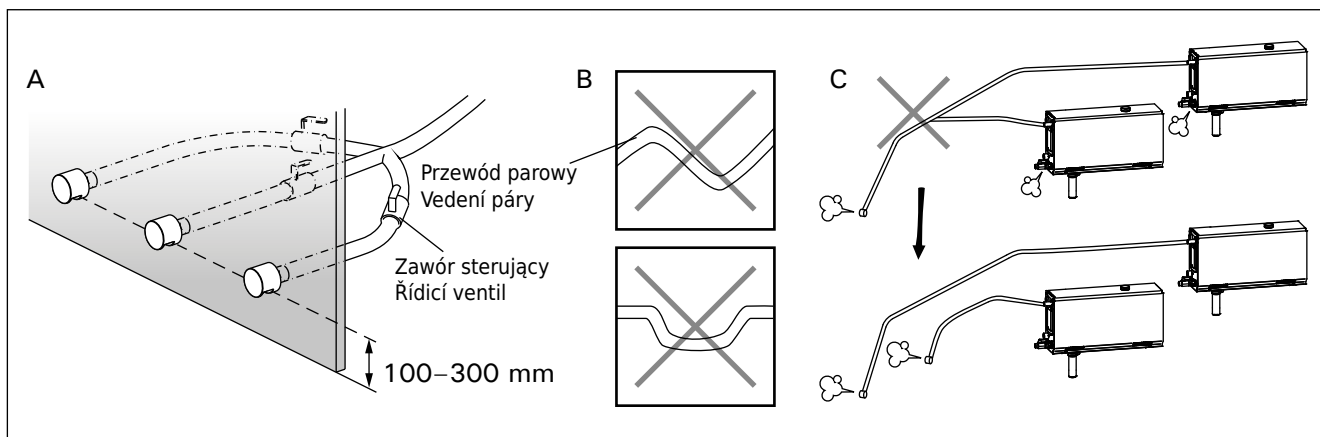 A
B
C
Przewód parowy
Vedení páry
Zawór sterujący
Řídicí ventil
100–300 mm